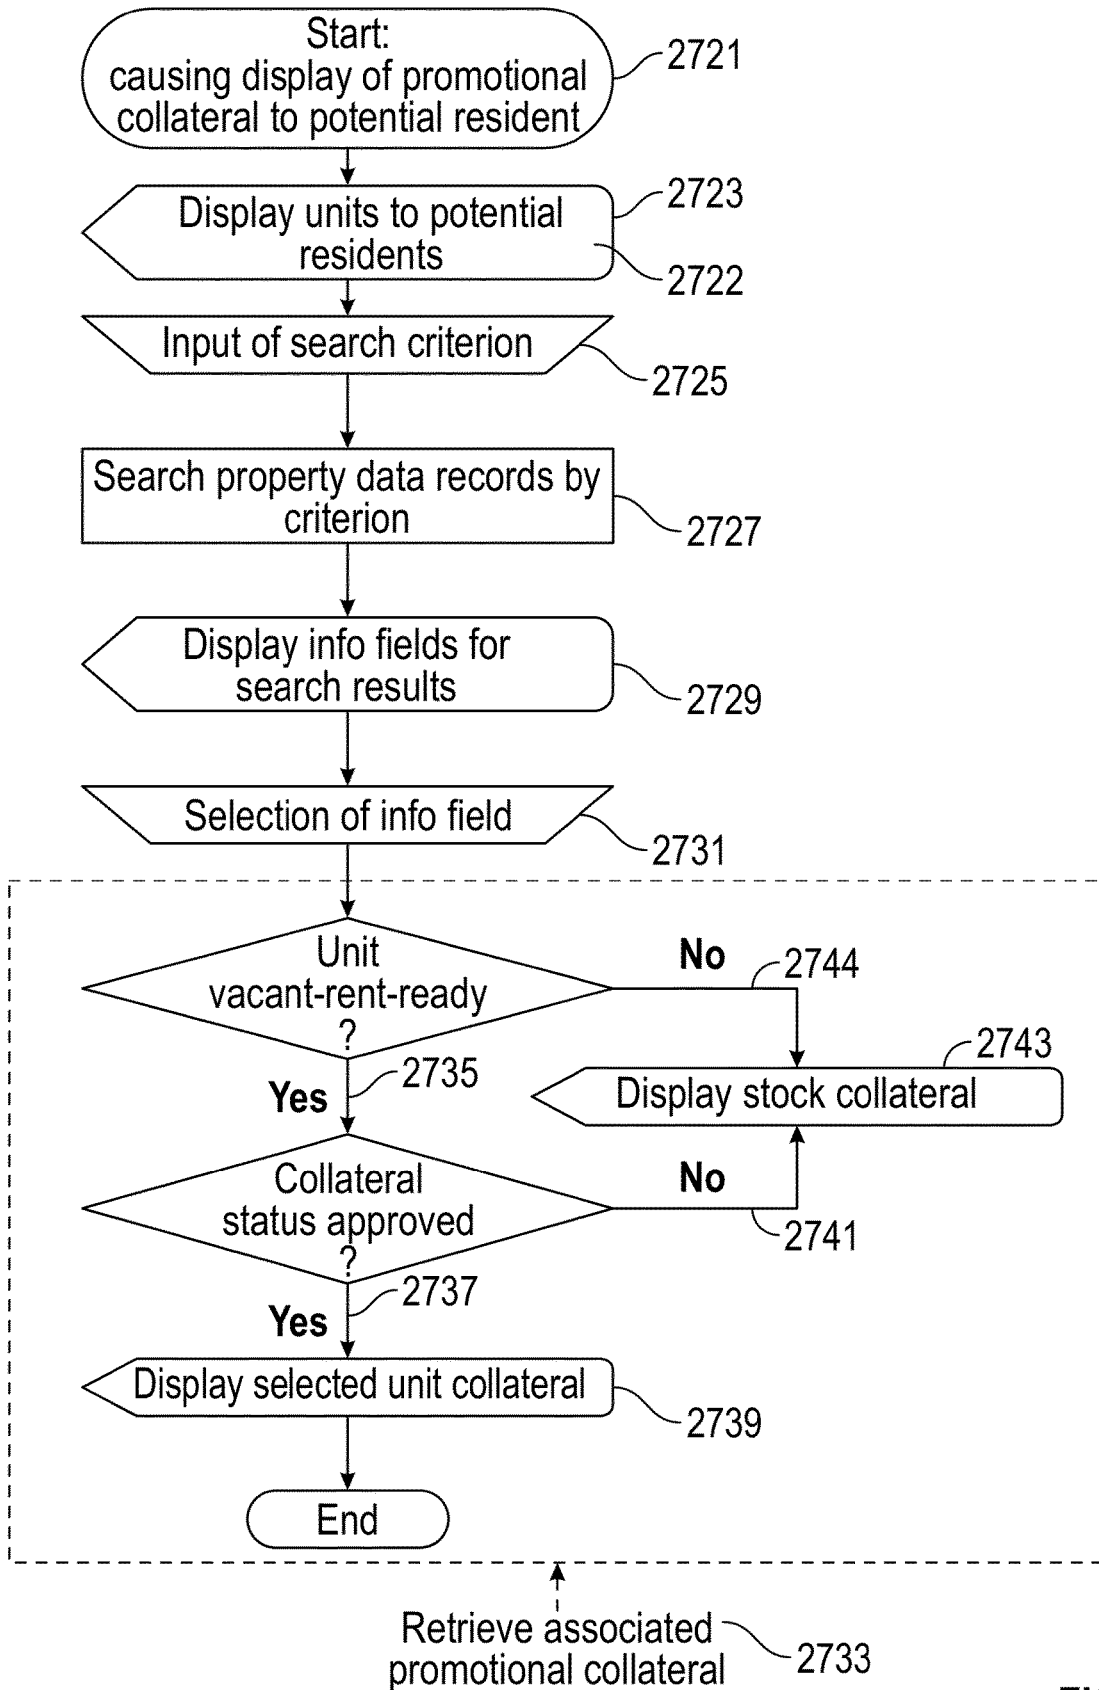 Start:
causing display of promotional
collateral to potential resident
2721
Display units to potential
residents
2723
2722
Input of search criterion
2725
Search property data records by
criterion
2727
Display info fields for
search results
2729
Selection of info field
2731
Unit
vacant-rent-ready
?
No
2744
2735
Yes
2743
Display stock collateral
Collateral
status approved
?
No
2741
2737
Yes
Display selected unit collateral
2739
End
Retrieve associated
promotional collateral
2733